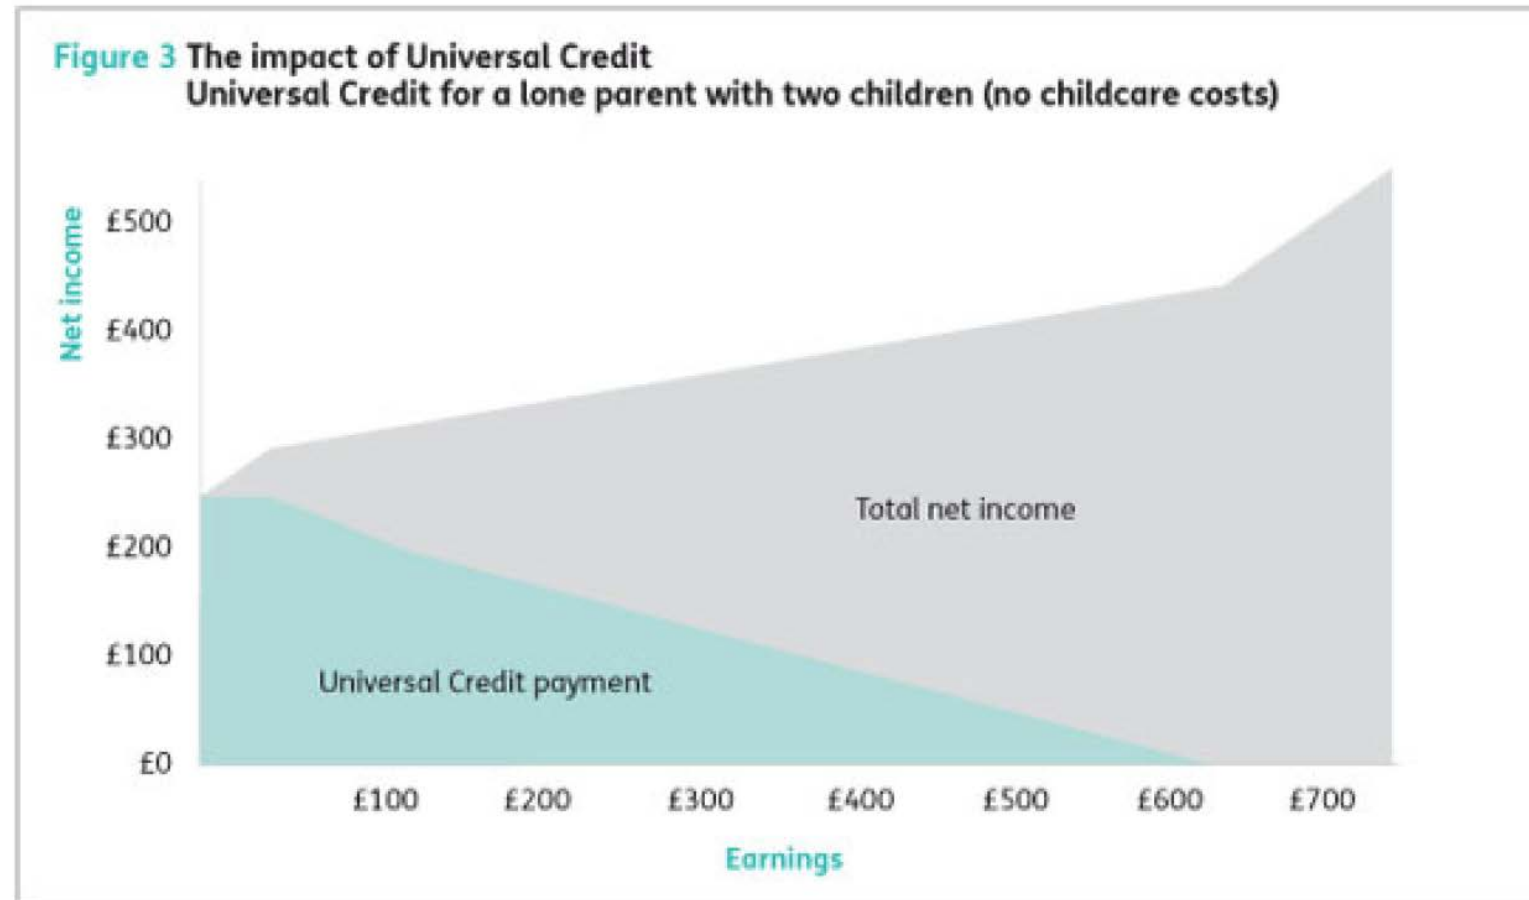 Figure 3 The impact of Universal Credit
Universal Credit for a lone parent with two children (no childcare costs)
Net income
£500
£400
£300
£200
£100
£0
Total net income
Universal Credit payment
£100 £200 £300 £400 £500 £600 £700
Earnings